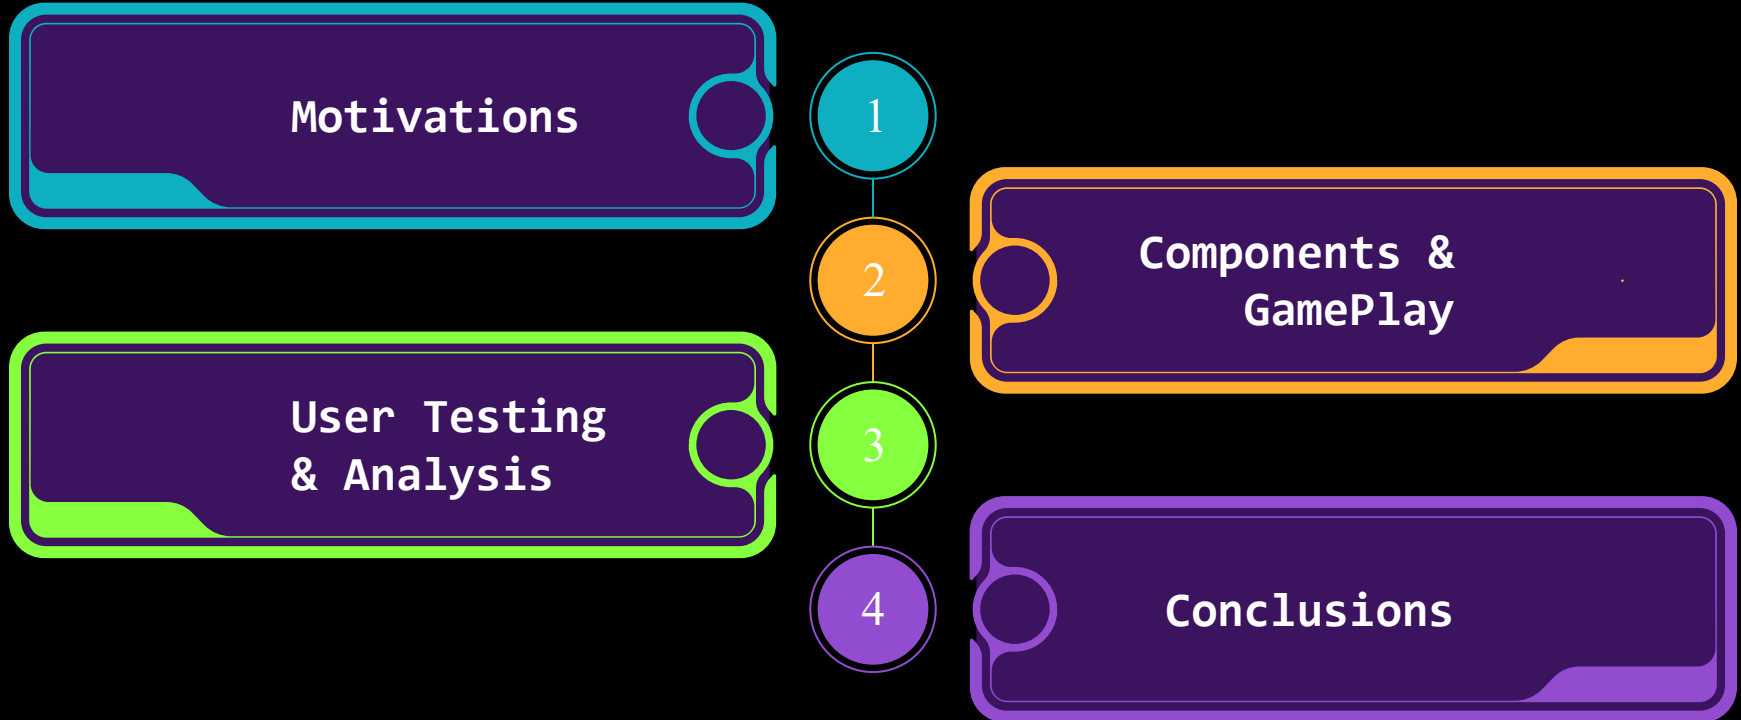 Motivations
1
2
Components &
GamePlay
User Testing
& Analysis
3
4
Conclusions